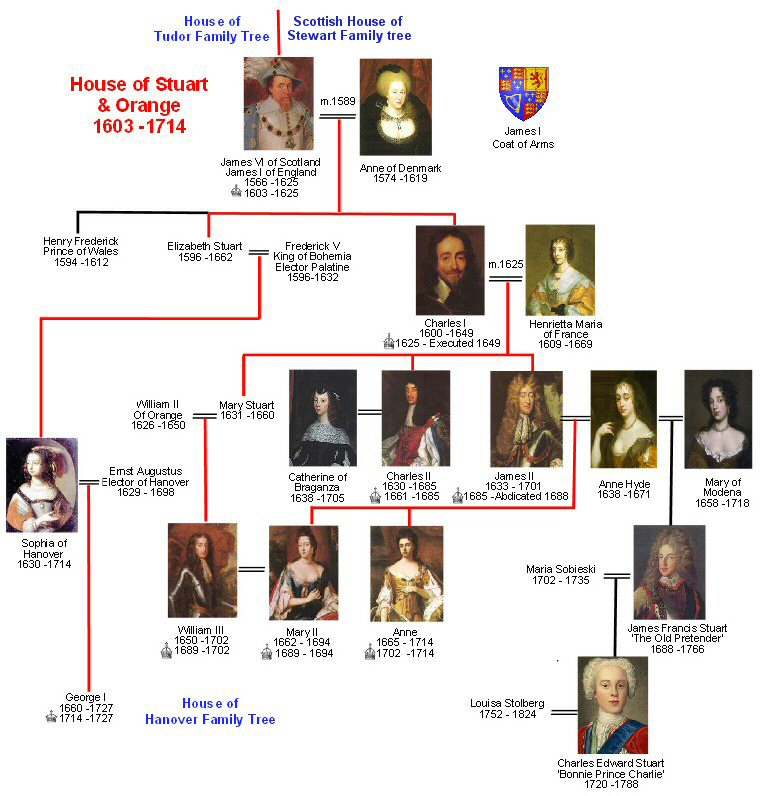 House of
Tudor Family Tree
Scottish House of
Stewart Family tree
House of Stuart
& Orange
1603 -1714
m.1589
James I
Coat of Arms
James VI of Scotland
James I of England
1566 -1625
1603 -1625
Anne of Denmark
1574 -1619
Henry Frederick
Prince of Wales
1594 -1612
Elizabeth Stuart
1596 -1662
Frederick V
King of Bohemia
Elector Palatine
1596-1632
m.1625
Charles I
1600 -1649
1625 - Executed 1649
Henrietta Maria
of France
1609 -1669
William II
Of Orange
1626 -1650
Mary Stuart
1631 -1660
Catherine of
Braganza
1638 -1705
Charles II
1630 -1685
1661 -1685
James II
1633 - 1701
1685 -Abdicated 1688
Anne Hyde
1638 -1671
Mary of
Modena
1658 -1718
Ernst Augustus
Elector of Hanover
1629 - 1698
Sophia of
Hanover
1630 -1714
William III
1650 -1702
1689 -1702
Mary II
1662 - 1694
1689 - 1694
Anne
1665 - 1714
1702 -1714
Maria Sobieski
1702 - 1735
James Francis Stuart
'The Old Pretender'
1688 -1766
George I
1660 -1727
1714 -1727
House of
Hanover Family Tree
Louisa Stolberg
1752 - 1824
Charles Edward Stuart
'Bonnie Prince Charlie'
1720 -1788